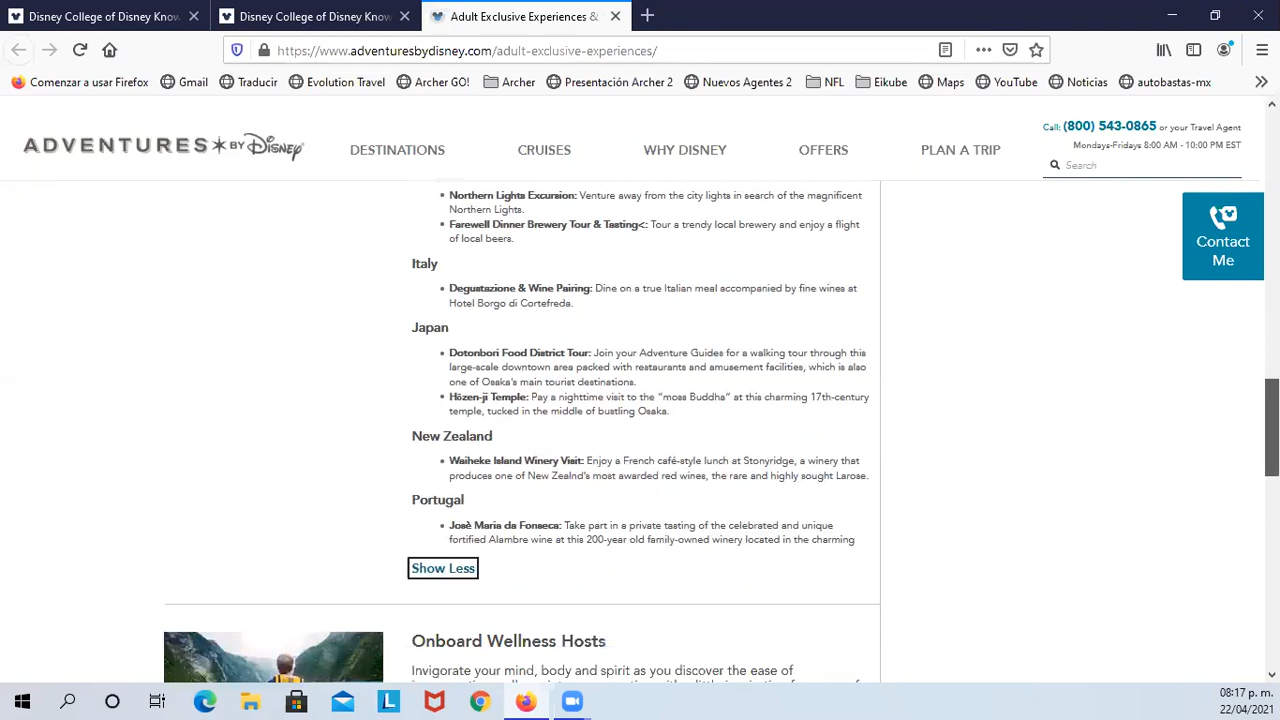 Disney College of Disney Know
Disney College of Disney Know
Adult Exclusive Experiences &
https://www.adventuresbydisney.com/adult-exclusive-experiences/
Comenzar a usar Firefox
Gmail
Traducir
Evolution Travel
Archer GO!
Archer
Presentación Archer 2
Nuevos Agentes 2
NFL
Eikube
Maps
YouTube
Noticias
autobastas-mx
ADVENTURES BY DISNEY
DESTINATIONS
CRUISES
WHY DISNEY
OFFERS
PLAN A TRIP
Call: (800) 543-0865 or your Travel Agent
Mondays-Fridays 8:00 AM - 10:00 PM EST
Search
Contact
Me
• Northern Lights Excursion: Venture away from the city lights in search of the magnificent
Northern Lights.
• Farewell Dinner Brewery Tour & Tasting<: Tour a trendy local brewery and enjoy a flight
of local beers.
Italy
• Degustazione & Wine Pairing: Dine on a true Italian meal accompanied by fine wines at
Hotel Borgo di Cortefreda.
Japan
• Dotonbori Food District Tour: Join your Adventure Guides for a walking tour through this
large-scale downtown area packed with restaurants and amusement facilities, which is also
one of Osaka's main tourist destinations.
• Hōzen-ji Temple: Pay a nighttime visit to the "moss Buddha" at this charming 17th-century
temple, tucked in the middle of bustling Osaka.
New Zealand
• Waiheke Island Winery Visit: Enjoy a French café-style lunch at Stonyridge, a winery that
produces one of New Zealnd's most awarded red wines, the rare and highly sought Larose.
Portugal
• Josè Maria da Fonseca: Take part in a private tasting of the celebrated and unique
fortified Alambre wine at this 200-year old family-owned winery located in the charming
Show Less
Onboard Wellness Hosts
Invigorate your mind, body and spirit as you discover the ease of
08:17 p. m.
22/04/2021